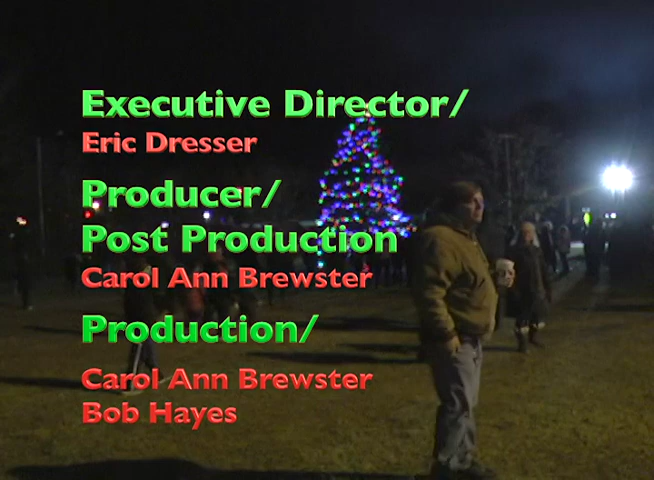 Executive Director/
Eric Dresser
Producer/
Post Production
Carol Ann Brewster
Production/
Carol Ann Brewster
Bob Hayes